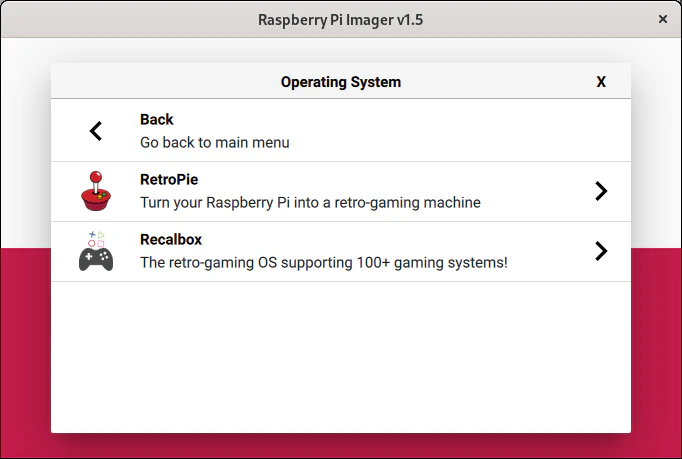 Raspberry Pi Imager v1.5
×
Operating System
X
Back
Go back to main menu
RetroPie
Turn your Raspberry Pi into a retro-gaming machine
Recalbox
The retro-gaming OS supporting 100+ gaming systems!